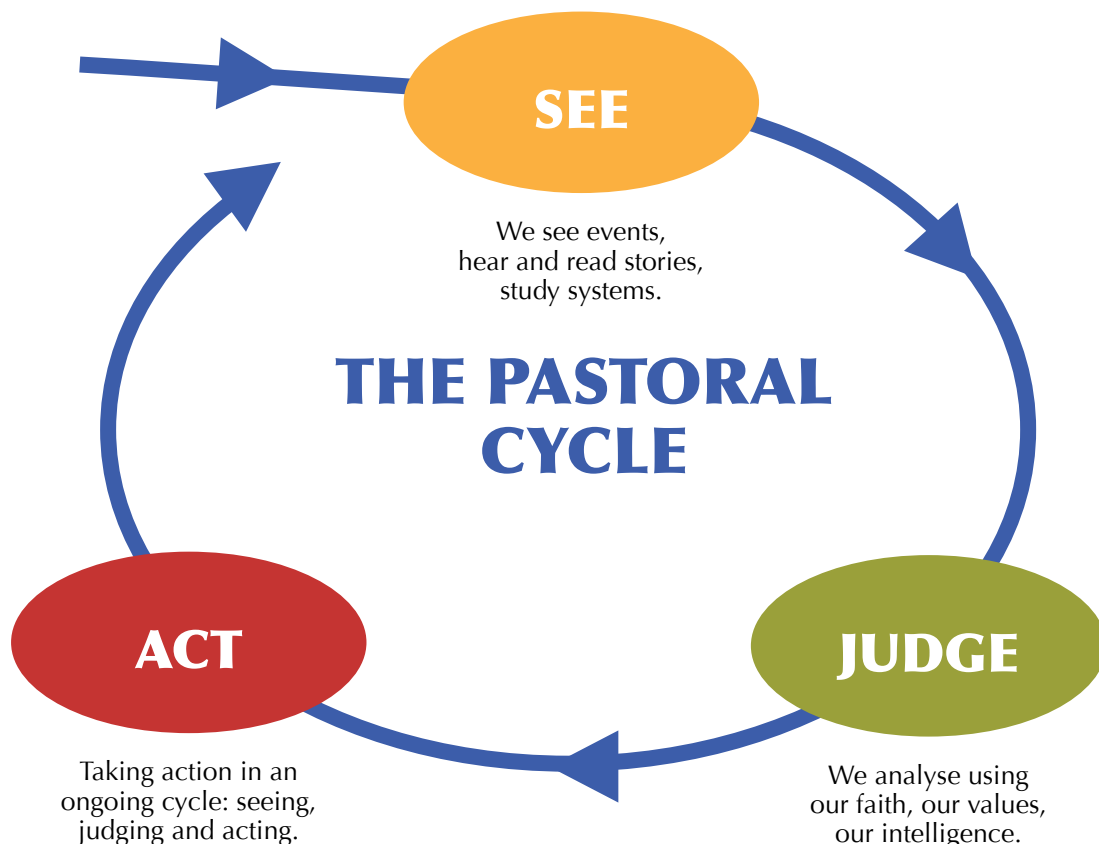 SEE
We see events,
hear and read stories,
study systems.
THE PASTORAL
CYCLE
ACT
JUDGE
Taking action in an
ongoing cycle: seeing,
judging and acting.
We analyse using
our faith, our values,
our intelligence.